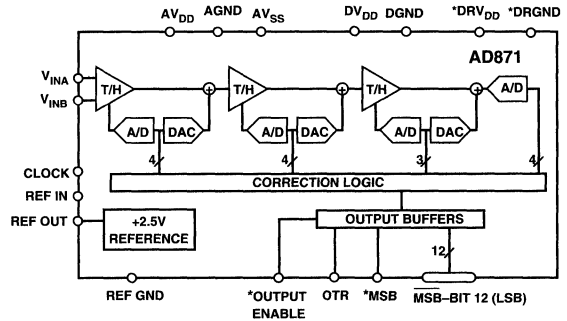 AVDD AGND AVSS DVDD DGND *DRVDD *DRGND
AD871
VINA
VINB
T/H T/H T/H A/D
A/D DAC A/D DAC A/D DAC
4 4 3 4
CLOCK
CORRECTION LOGIC
REF IN
REF OUT
+2.5V
REFERENCE
OUTPUT BUFFERS
12
REF GND
*OUTPUT
ENABLE
OTR
*MSB
MSB–BIT 12 (LSB)